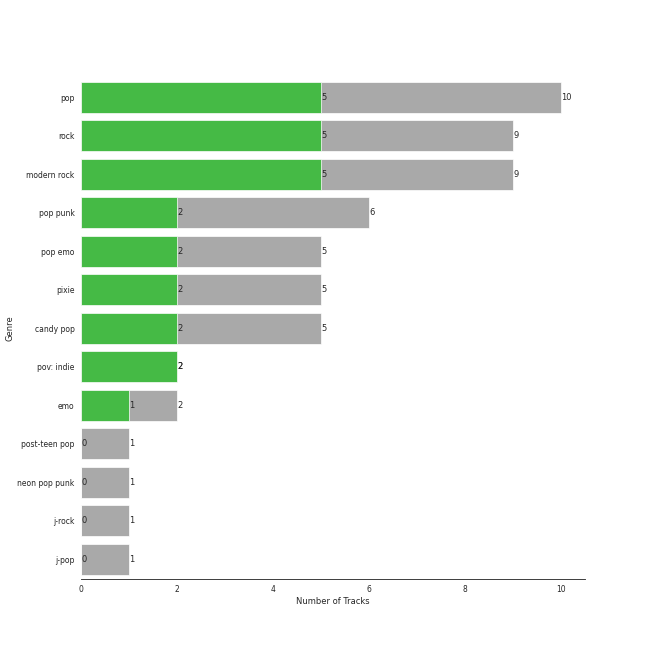 pop 5 10
rock 5 9
modern rock 5 9
pop punk 2 6
pop emo 2 5
pixie 2 5
candy pop 2 5
pov: indie 2
emo 1 2
post-teen pop 0 1
neon pop punk 0 1
j-rock 0 1
j-pop 0 1
0 2 4 6 8 10
Number of Tracks
Genre